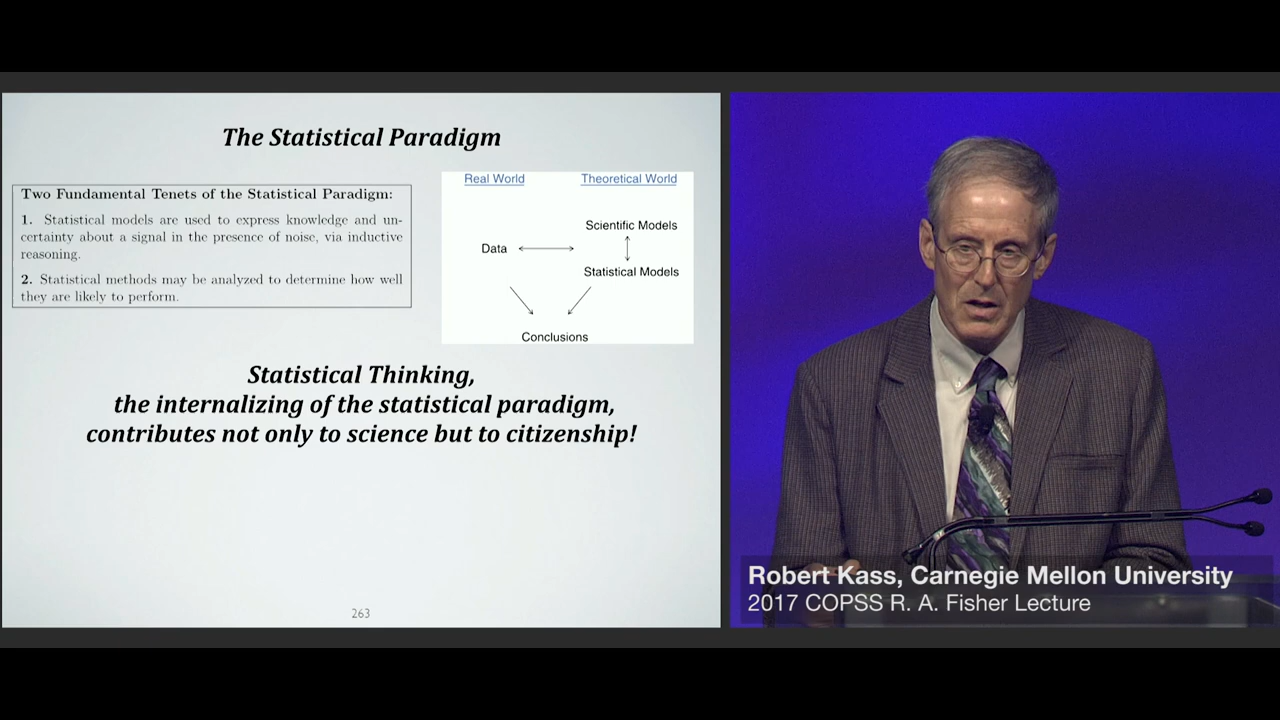 The Statistical Paradigm
Two Fundamental Tenets of the Statistical Paradigm:
1. Statistical models are used to express knowledge and un-
certainty about a signal in the presence of noise, via inductive
reasoning.
2. Statistical methods may be analyzed to determine how well
they are likely to perform.
Real World
Theoretical World
Scientific Models
Data
Statistical Models
Conclusions
Statistical Thinking,
the internalizing of the statistical paradigm,
contributes not only to science but to citizenship!
263
Robert Kass, Carnegie Mellon University
2017 COPSS R. A. Fisher Lecture